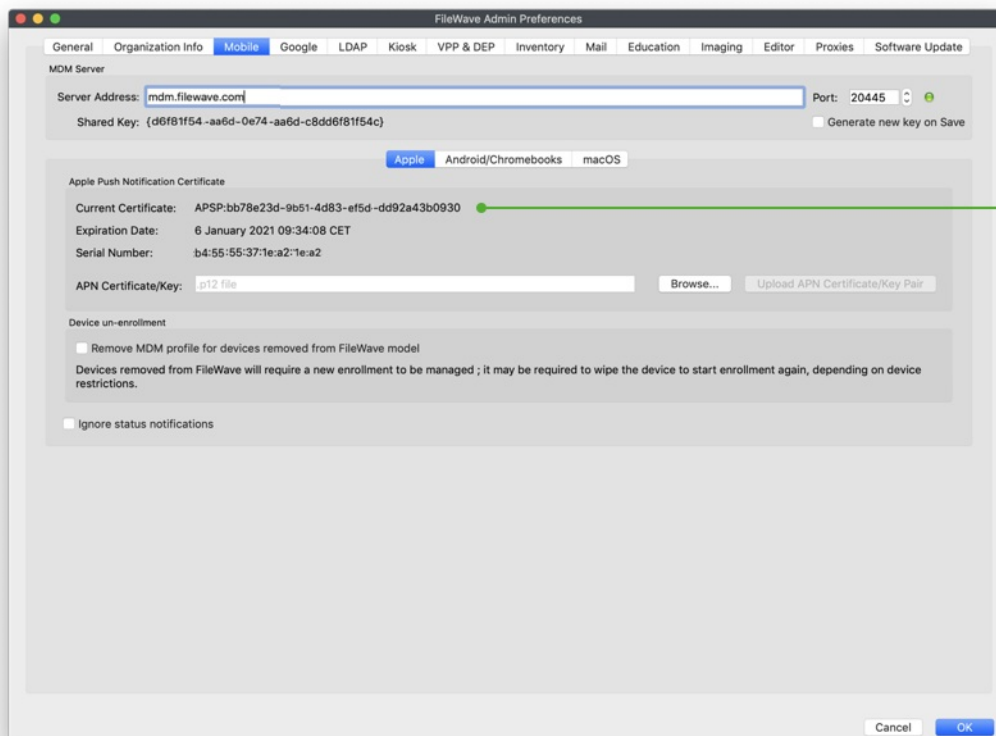 FileWave Admin Preferences
General Organization Info Mobile Google LDAP Kiosk VPP & DEP Inventory Mail Education Imaging Editor Proxies Software Update
MDM Server
Server Address: mdm.filewave.com Port: 20445
Shared Key: {d6f81f54-aa6d-0e74-aa6d-c8dd6f81f54c} Generate new key on Save
Apple Android/Chromebooks macOS
Apple Push Notification Certificate
Current Certificate: APSP:bb78e23d-9b51-4d83-ef5d-dd92a43b0930
Expiration Date: 6 January 2021 09:34:08 CET
Serial Number: b4:55:55:37:1e:a2:1e:a2
APN Certificate/Key: .p12 file Browse... Upload APN Certificate/Key Pair
Device un-enrollment
Remove MDM profile for devices removed from FileWave model
Devices removed from FileWave will require a new enrollment to be managed ; it may be required to wipe the device to start enrollment again, depending on device
restrictions.
Ignore status notifications
Cancel OK